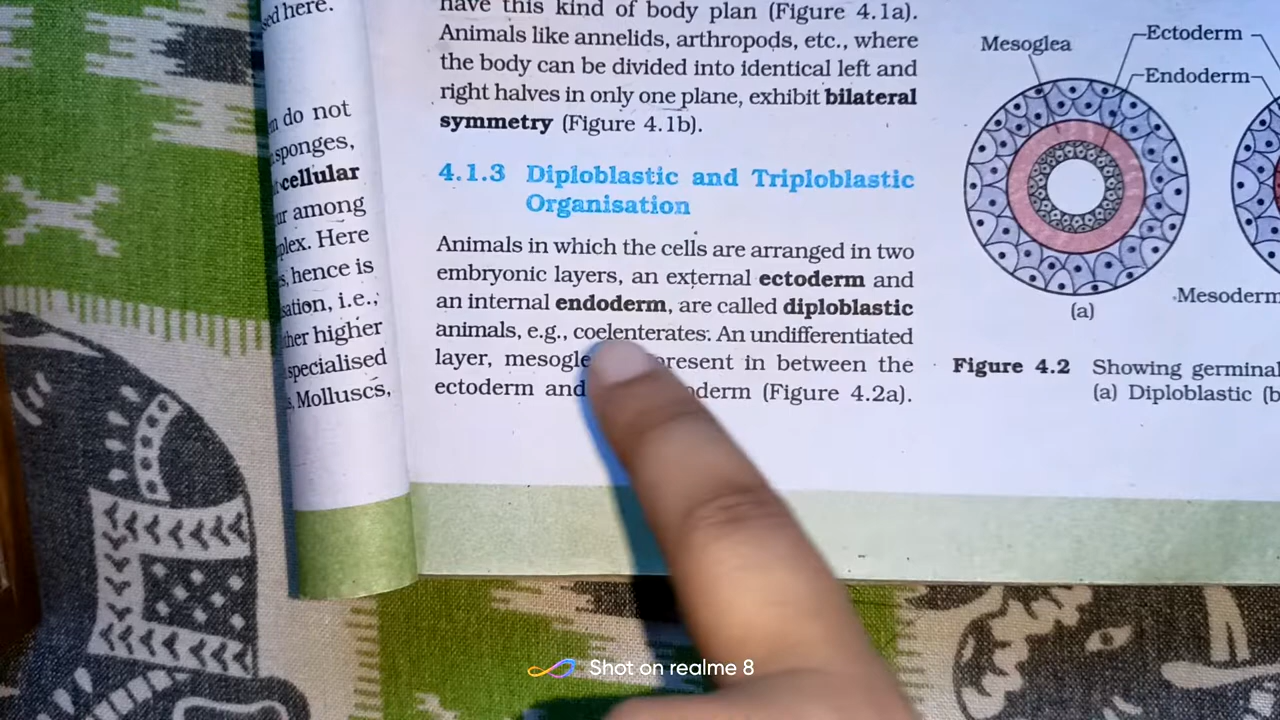 sed here.
do not
sponges,
cellular
among
plex. Here
hence is
sation, i.e.,
ther higher
specialised
Molluscs,
have this kind of body plan (Figure 4.1a).
Animals like annelids, arthropods, etc., where
the body can be divided into identical left and
right halves in only one plane, exhibit bilateral
symmetry (Figure 4.1b).
4.1.3 Diploblastic and Triploblastic
Organisation
Animals in which the cells are arranged in two
embryonic layers, an external ectoderm and
an internal endoderm, are called diploblastic
animals, e.g., coelenterates. An undifferentiated
layer, mesogle present in between the
ectoderm and derm (Figure 4.2a).
Mesoglea
Ectoderm
Endoderm
(a)
Mesoderm
Figure 4.2 Showing germinal
(a) Diploblastic (b
Shot on realme 8